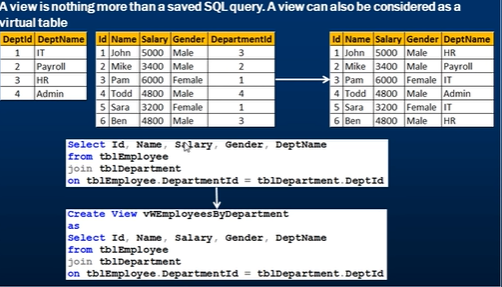 A view is nothing more than a saved SQL query. A view can also be considered as a
virtual table
DeptId DeptName
1 IT
2 Payroll
3 HR
4 Admin
Id Name Salary Gender DepartmentId
1 John 5000 Male 3
2 Mike 3400 Male 2
3 Pam 6000 Female 1
4 Todd 4800 Male 4
5 Sara 3200 Female 1
6 Ben 4800 Male 3
Id Name Salary Gender DeptName
1 John 5000 Male HR
2 Mike 3400 Male Payroll
3 Pam 6000 Female IT
4 Todd 4800 Male Admin
5 Sara 3200 Female IT
6 Ben 4800 Male HR
Select Id, Name, Salary, Gender, DeptName
from tblEmployee
join tblDepartment
on tblEmployee.DepartmentId = tblDepartment.DeptId
Create View vWEmployeesByDepartment
as
Select Id, Name, Salary, Gender, DeptName
from tblEmployee
join tblDepartment
on tblEmployee.DepartmentId = tblDepartment.DeptId